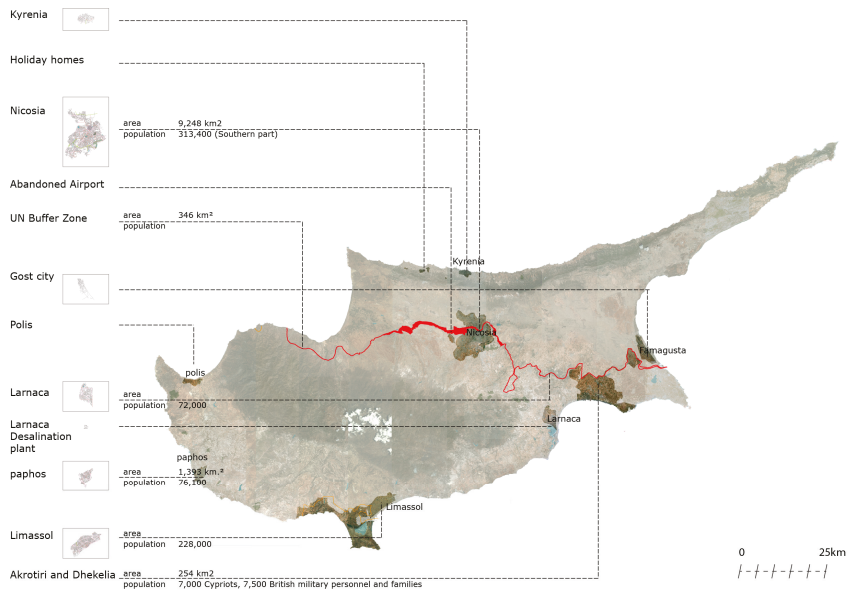 Kyrenia
Holiday homes
Nicosia
area 9,248 km2
population 313,400 (Southern part)
Abandoned Airport
UN Buffer Zone
area 346 km²
population
Gost city
Polis
Larnaca
area
population 72,000
Larnaca
Desalination
plant
paphos
area 1,393 km.²
population 76,100
Limassol
area
population 228,000
Akrotiri and Dhekelia
area 254 km2
population 7,000 Cypriots, 7,500 British military personnel and families
Kyrenia
Nicosia
Famagusta
polis
Larnaca
paphos
Limassol
0 25km